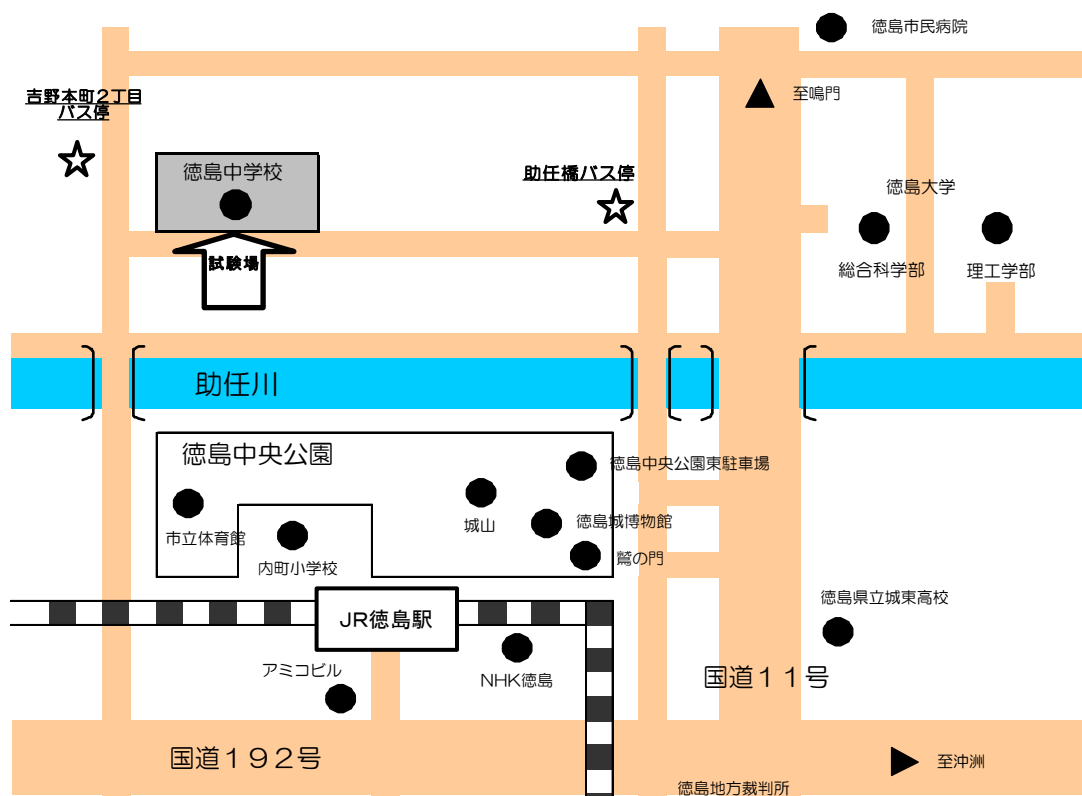 徳島市民病院
吉野本町２丁目
バス停
至鳴門
徳島中学校
助任橋バス停
徳島大学
試験場
総合科学部
理工学部
助任川
徳島中央公園
徳島中央公園東駐車場
城山
徳島城博物館
市立体育館
内町小学校
鷲の門
徳島県立城東高校
JR徳島駅
アミコビル
NHK徳島
国道１１号
国道１９２号
至沖洲
徳島地方裁判所